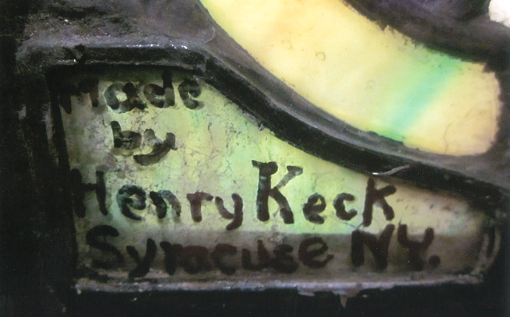 Made
by
Henry Keck
Syracuse NY.